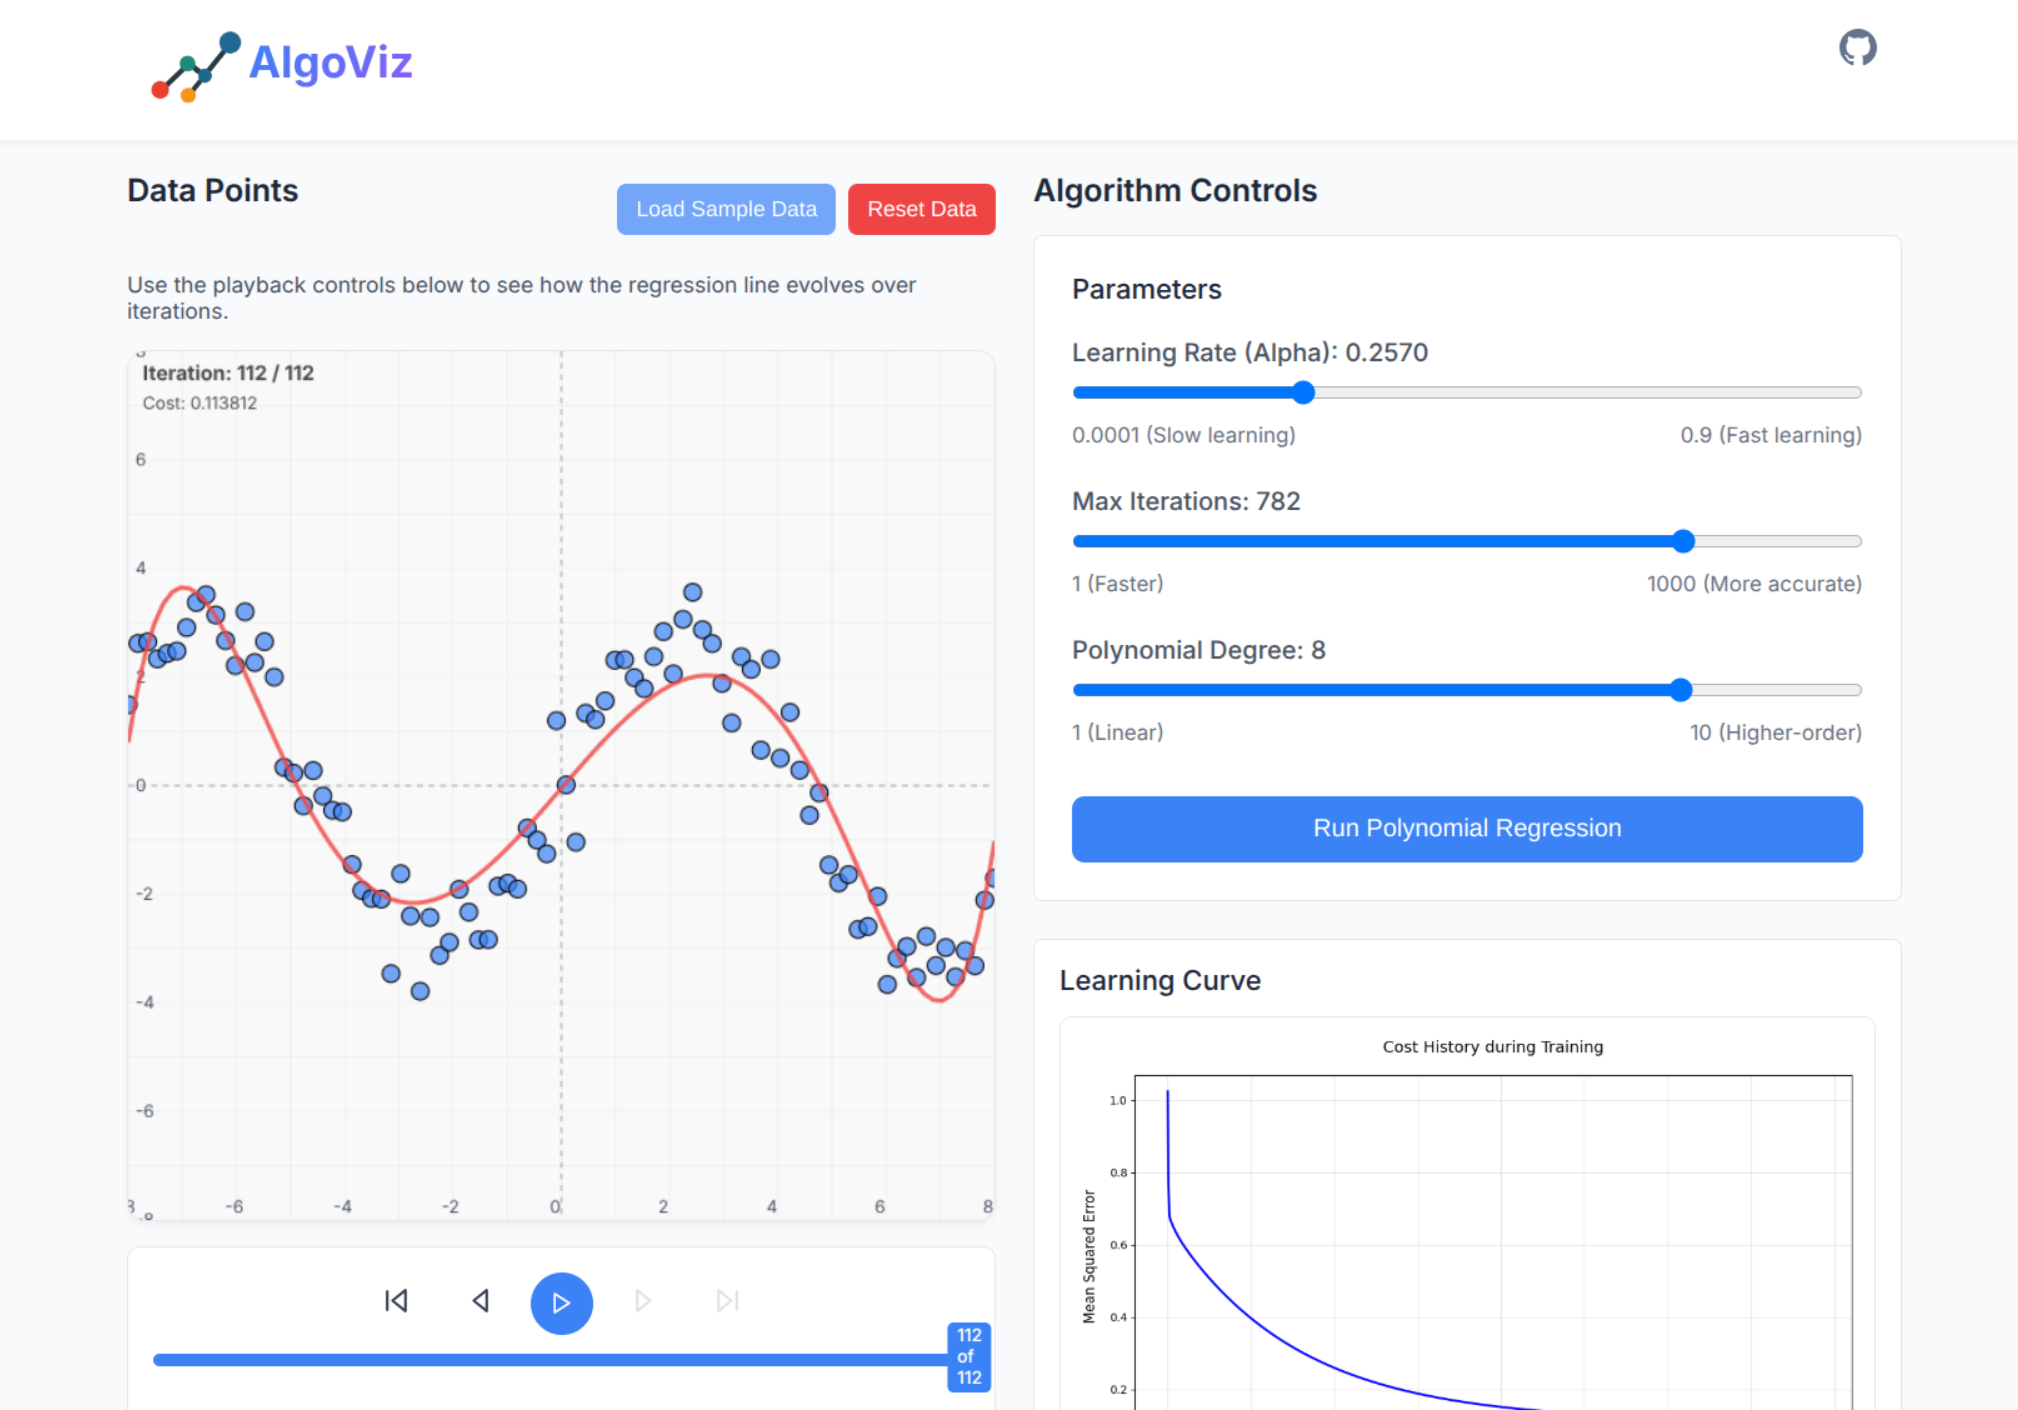 AlgoViz
Data Points
Load Sample Data
Reset Data
Use the playback controls below to see how the regression line evolves over
iterations.
Iteration: 112 / 112
Cost: 0.113812
6
4
2
0
-2
-4
-6
-6
-4
-2
0
2
4
6
8
-8
112
of
112
Algorithm Controls
Parameters
Learning Rate (Alpha): 0.2570
0.0001 (Slow learning)
0.9 (Fast learning)
Max Iterations: 782
1 (Faster)
1000 (More accurate)
Polynomial Degree: 8
1 (Linear)
10 (Higher-order)
Run Polynomial Regression
Learning Curve
Cost History during Training
Mean Squared Error
1.0
0.8
0.6
0.4
0.2